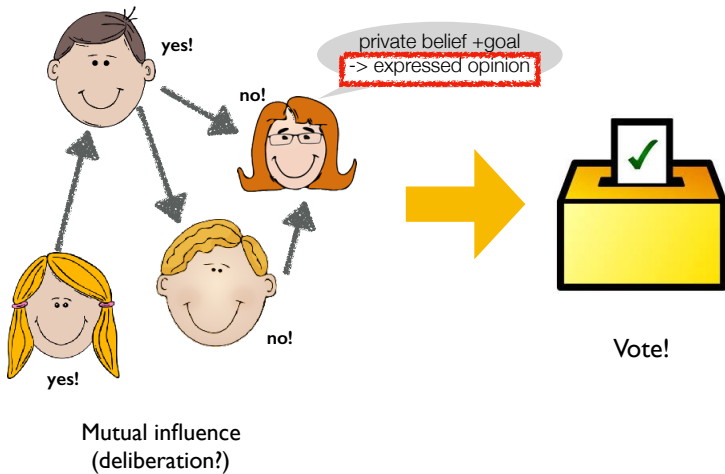 yes!
no!
private belief +goal
-> expressed opinion
no!
yes!
Mutual influence
(deliberation?)
Vote!